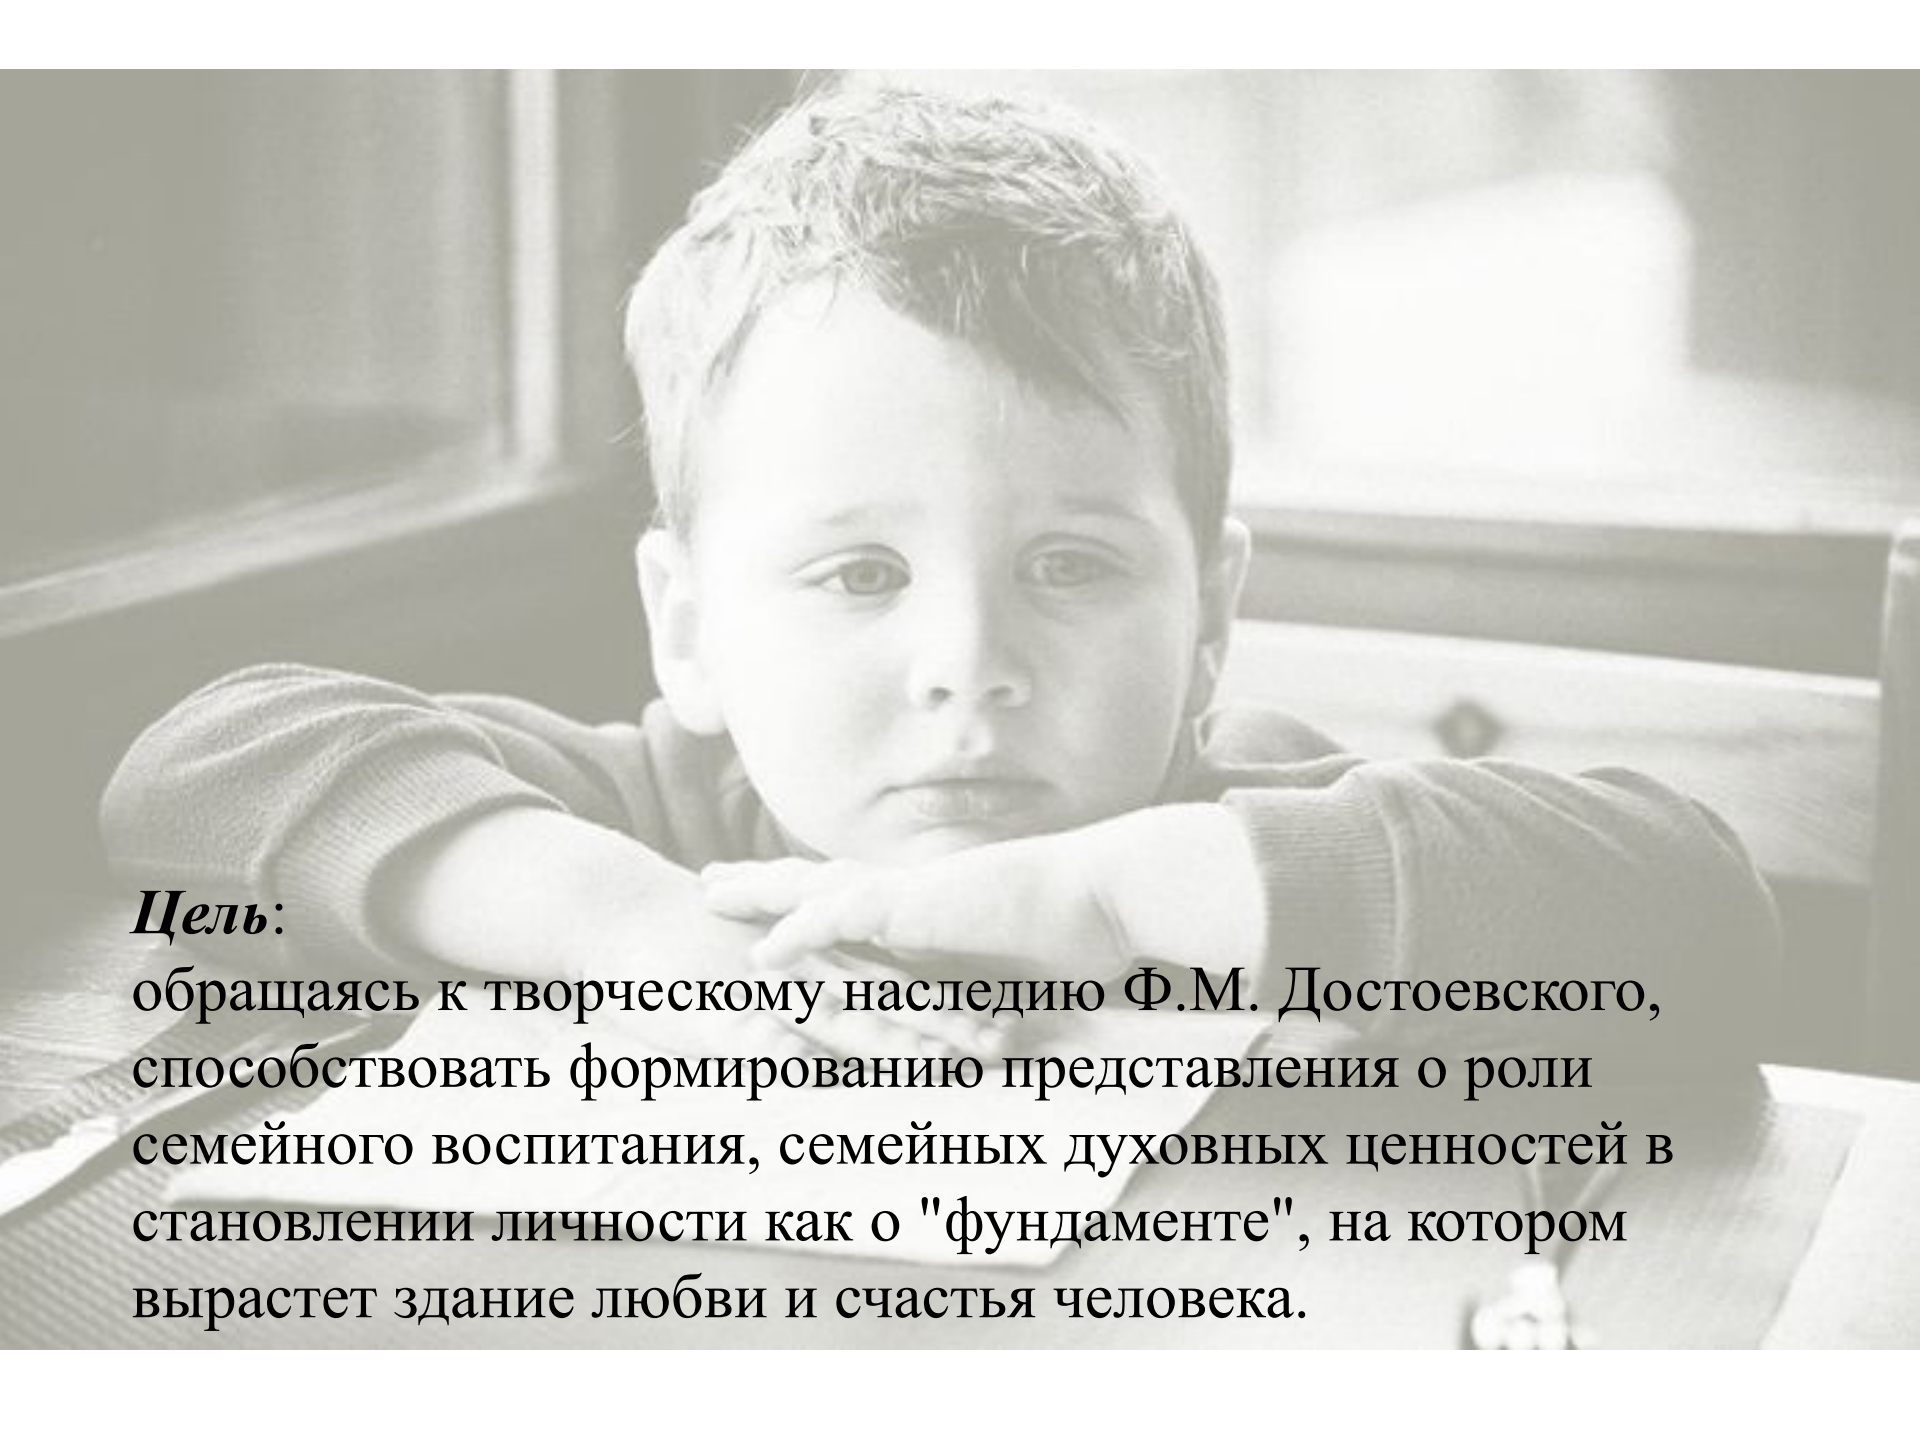 Цель:
обращаясь к творческому наследию Ф.М. Достоевского,
способствовать формированию представления о роли
семейного воспитания, семейных духовных ценностей в
становлении личности как о "фундаменте", на котором
вырастет здание любви и счастья человека.